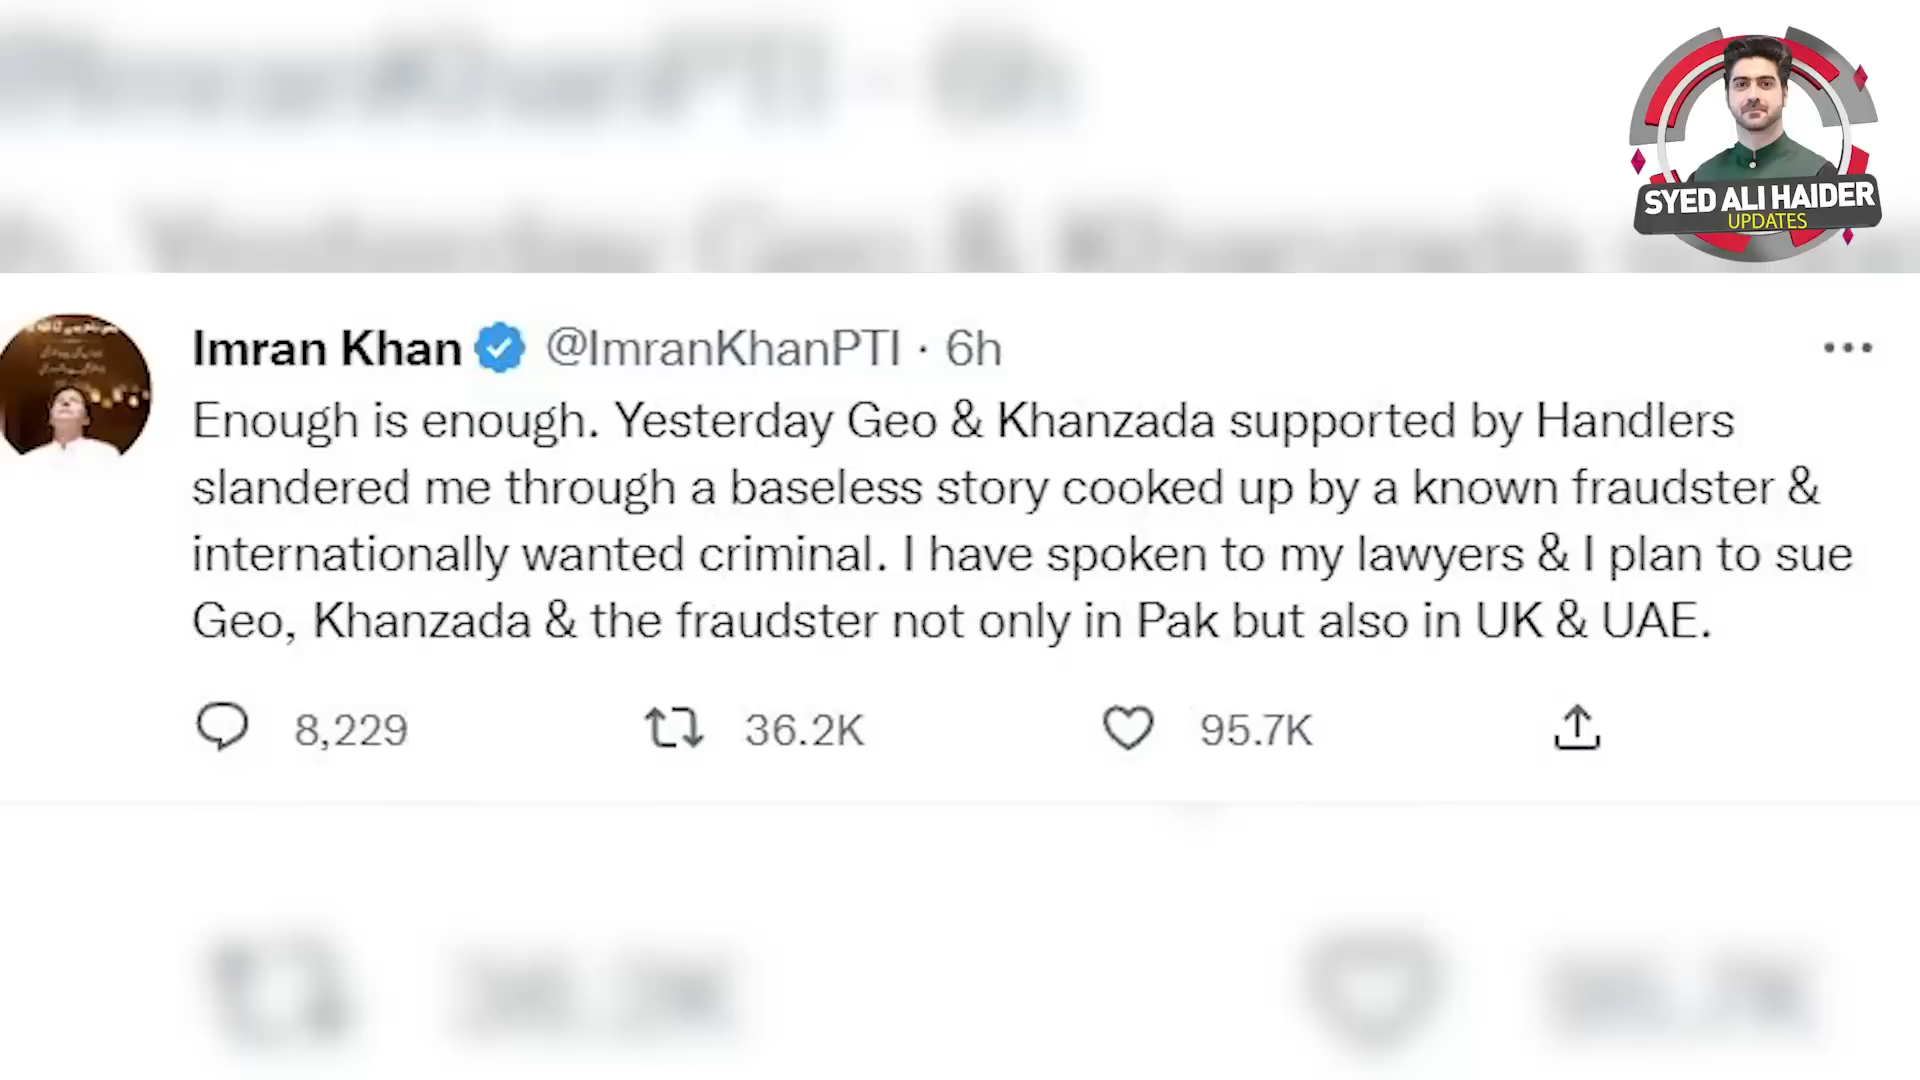 SYED ALI HAIDER
UPDATES
Imran Khan @ImranKhanPTI · 6h
Enough is enough. Yesterday Geo & Khanzada supported by Handlers
slandered me through a baseless story cooked up by a known fraudster &
internationally wanted criminal. I have spoken to my lawyers & I plan to sue
Geo, Khanzada & the fraudster not only in Pak but also in UK & UAE.
8,229 36.2K 95.7K